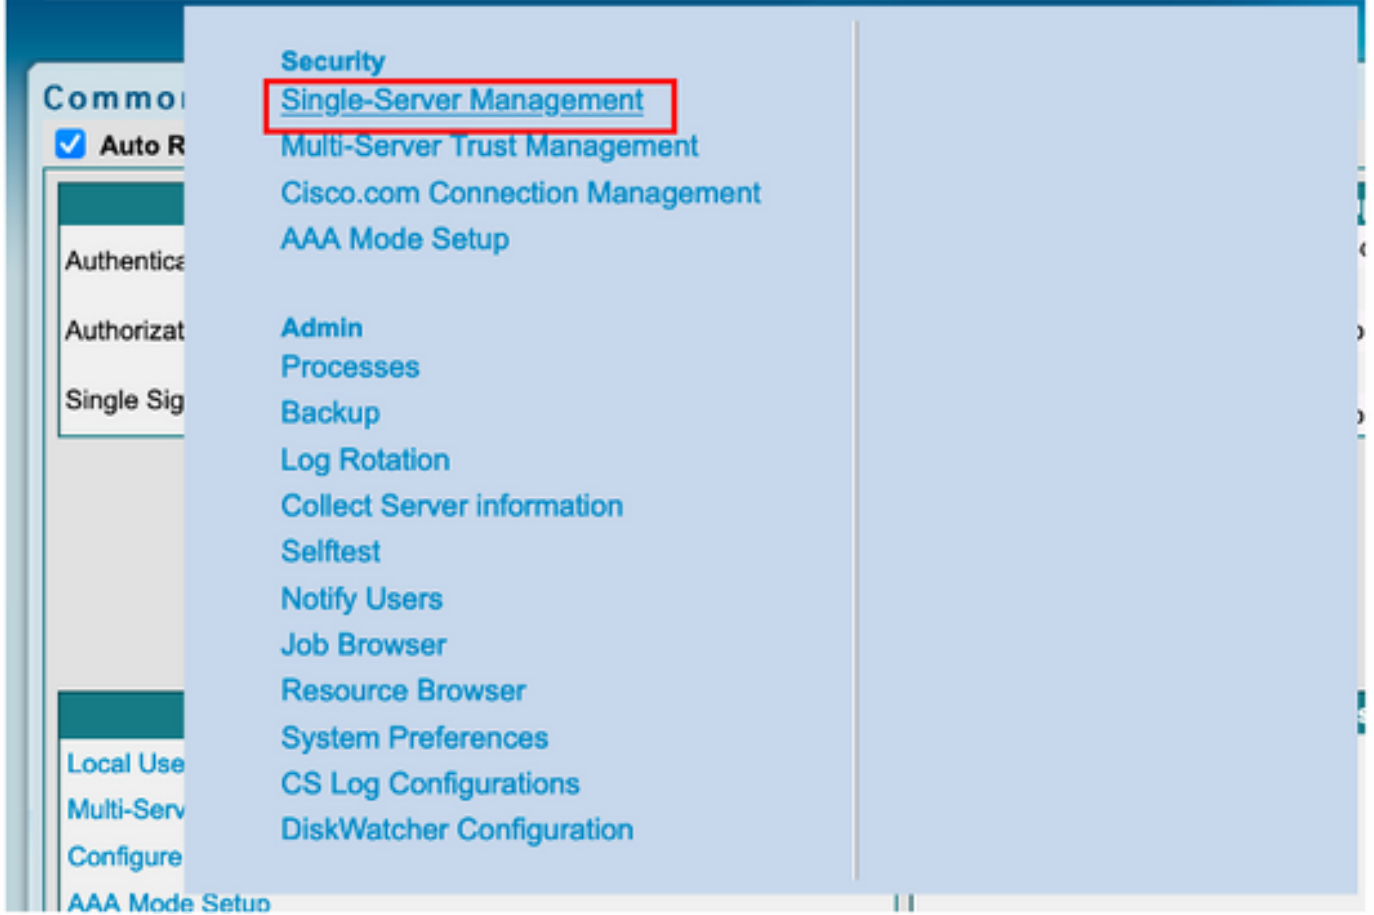 Security
Single-Server Management
Multi-Server Trust Management
Cisco.com Connection Management
AAA Mode Setup
Admin
Processes
Backup
Log Rotation
Collect Server information
Selftest
Notify Users
Job Browser
Resource Browser
System Preferences
CS Log Configurations
DiskWatcher Configuration
Commo
Auto R
Authentica
Authorizat
Single Sig
Local Use
Multi-Serv
Configure
AAA Mode Setup